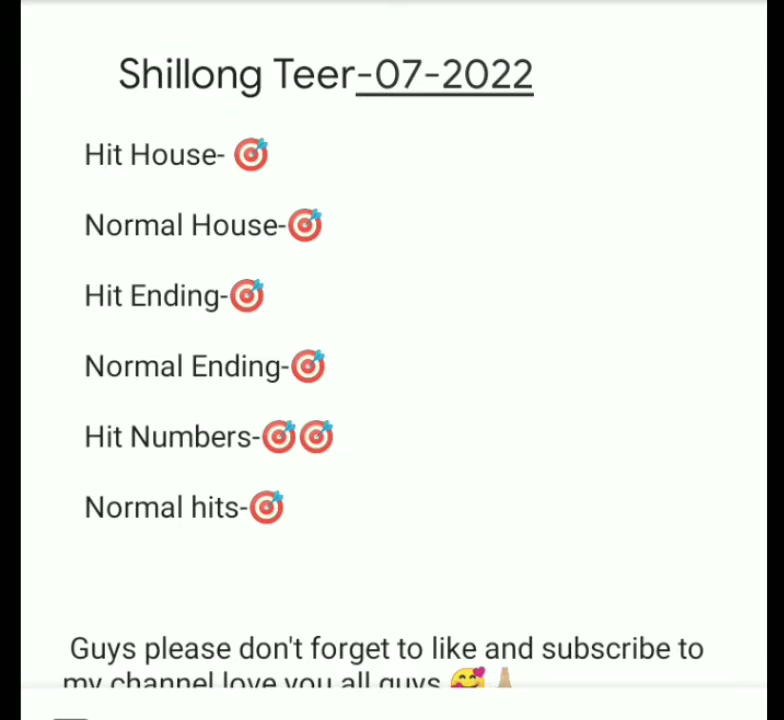 Shillong Teer-07-2022
Hit House- 🎯
Normal House-🎯
Hit Ending-🎯
Normal Ending-🎯
Hit Numbers-🎯🎯
Normal hits-🎯
Guys please don't forget to like and subscribe to
my channel love you all guys 🥰🙏🏼